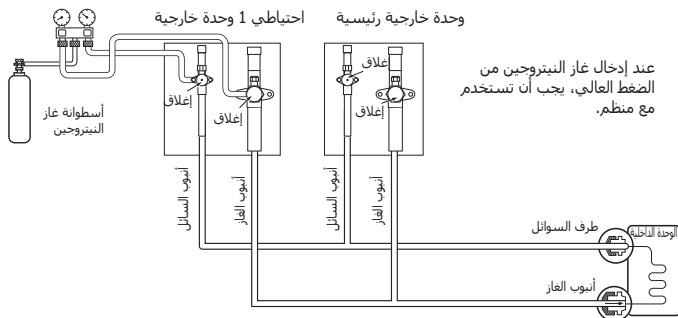 وحدة خارجية رئيسية
احتياطي 1 وحدة خارجية
عند إدخال غاز النيتروجين من
الضغط العالي، يجب أن تستخدم
مع منظم.
إغلاق
إغلاق
إغلاق
إغلاق
أسطوانة غاز
النيتروجين
أنبوب السائل
أنبوب الغاز
أنبوب السائل
أنبوب الغاز
طرف السوائل
الوحدة الداخلية
أنبوب الغاز